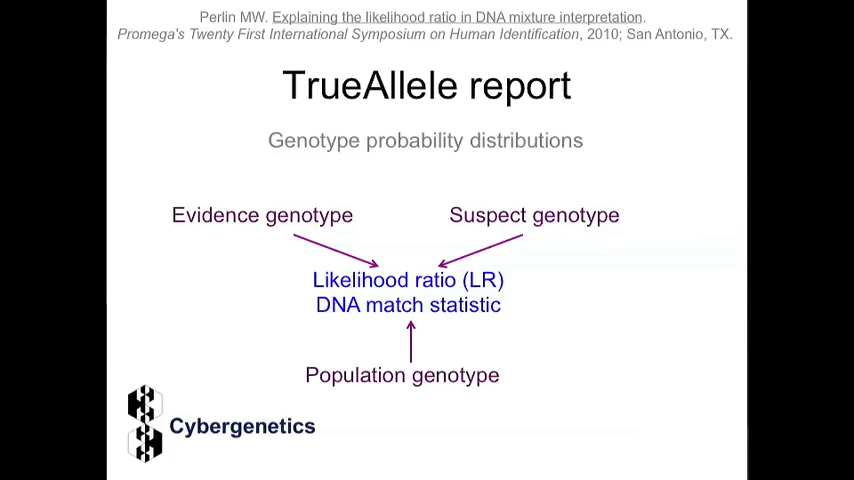 Perlin MW. Explaining the likelihood ratio in DNA mixture interpretation.
Promega's Twenty First International Symposium on Human Identification, 2010; San Antonio, TX.
TrueAllele report
Genotype probability distributions
Evidence genotype
Suspect genotype
Likelihood ratio (LR)
DNA match statistic
Population genotype
Cybergenetics